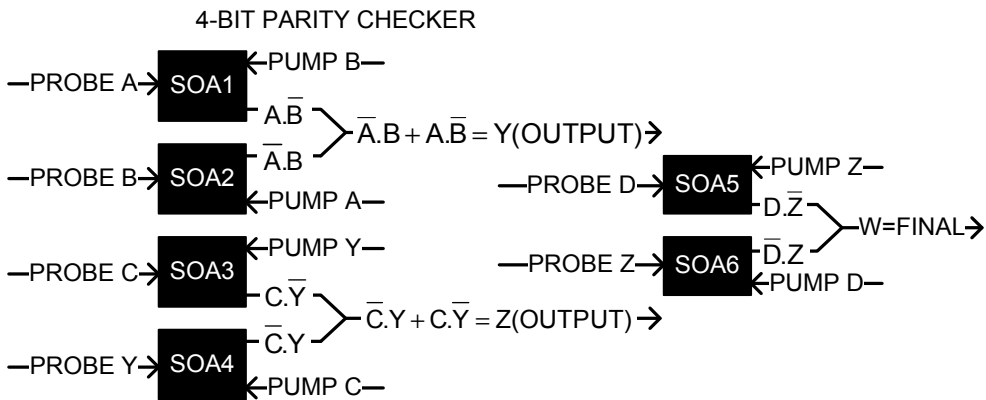 4-BIT PARITY CHECKER
PUMP B
PROBE A
SOA1
A.B̅
A̅.B + A.B̅ = Y(OUTPUT)
A̅.B
PROBE B
SOA2
PUMP A
PUMP Y
PROBE C
SOA3
C.Y̅
C̅.Y + C.Y̅ = Z(OUTPUT)
C̅.Y
PROBE Y
SOA4
PUMP C
PUMP Z
PROBE D
SOA5
D.Z̅
W=FINAL
D̅.Z
PROBE Z
SOA6
PUMP D